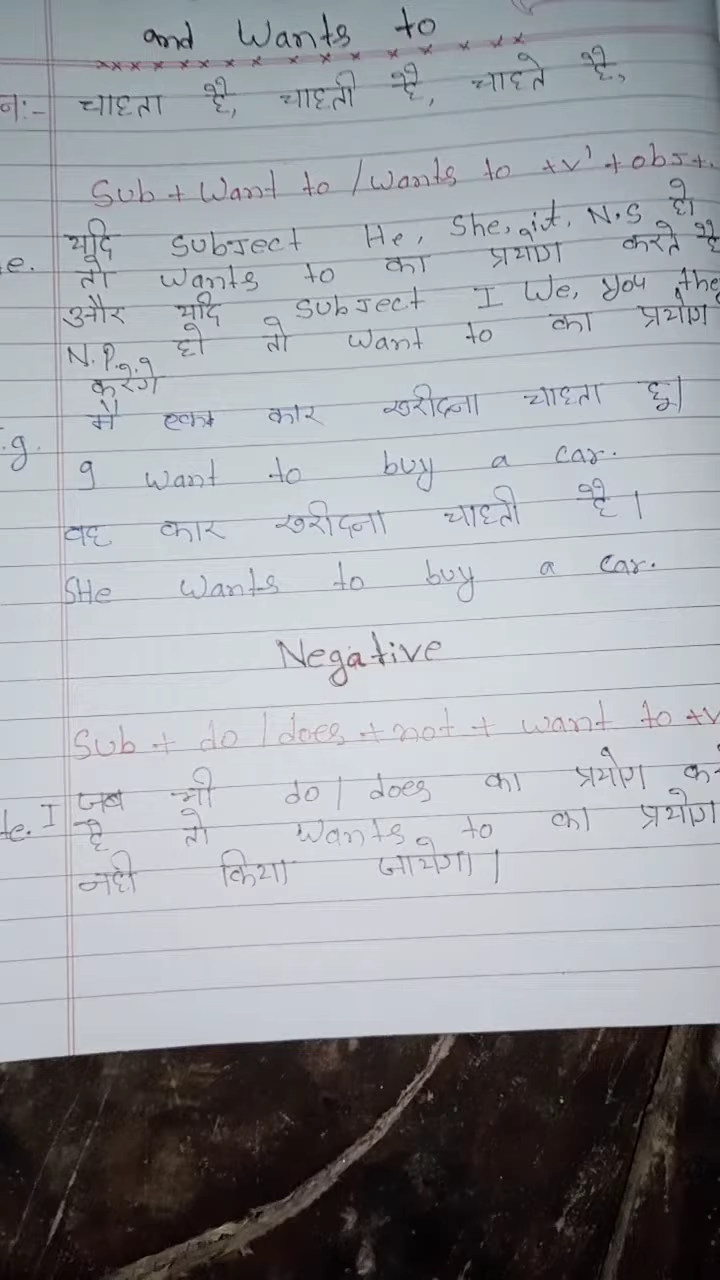 and Wants to
न:- चाहता है, चाहती है, चाहते है,
Sub + Want to / wants to + v¹ + obj+.
यदि Subject He, She, it, N.S हो
e. तो wants to का प्रयोग करते है
और यदि Subject I We, you the
N.P. हो तो want to का प्रयोग
करेगे
मै एक कार खरीदना चाहता हू।
.g. I want to buy a car.
वह कार खरीदना चाहती है ।
SHe wants to buy a car.
Negative
Sub + do / does + not + want to + v
te. I जब भी do / does का प्रयोग क
है तो wants to का प्रयोग
नही किया जायेगा ।